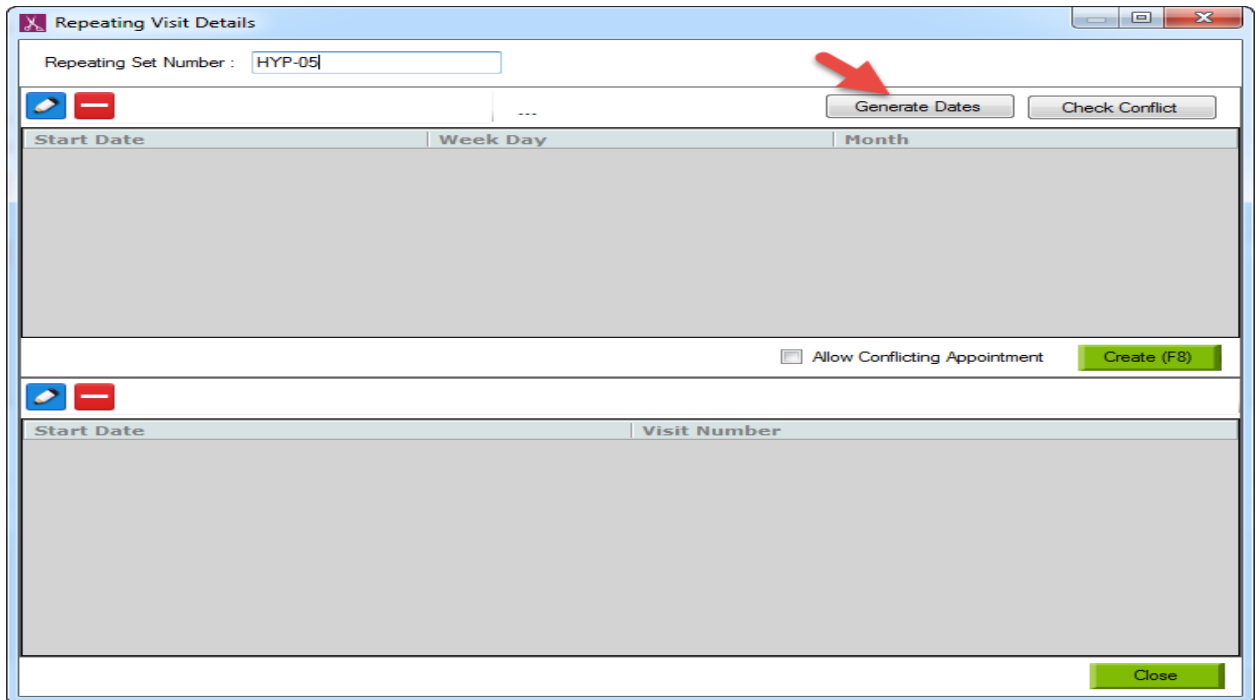 Repeating Visit Details
Repeating Set Number : HYP-05
--- Generate Dates Check Conflict
Start Date Week Day Month
Allow Conflicting Appointment Create (F8)
Start Date Visit Number
Close